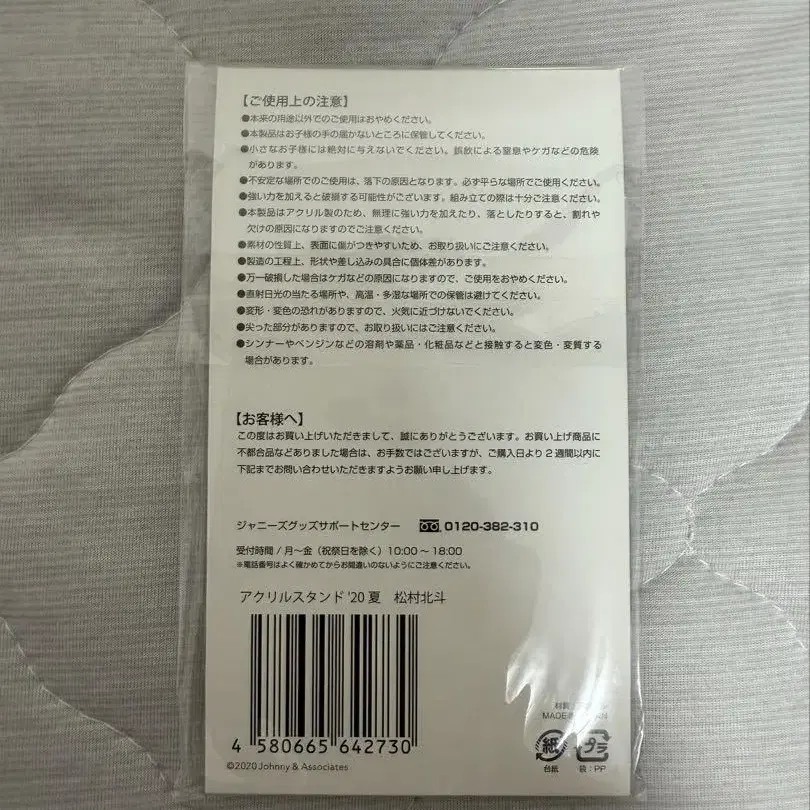 【ご使用上の注意】
●本来の用途以外でのご使用はおやめください。
●本製品はお子様の手の届かないところに保管してください。
●小さなお子様には絶対に与えないでください。誤飲による窒息やケガなどの危険
があります。
●不安定な場所でのご使用は、落下の原因となります。必ず平らな場所でご使用ください。
●強い力を加えると破損する可能性がございます。組み立ての際は十分ご注意ください。
●本製品はアクリル製のため、無理に強い力を加えたり、落としたりすると、割れや
欠けの原因になりますのでご注意ください。
●素材の性質上、表面に傷がつきやすいため、お取り扱いにご注意ください。
●製造の工程上、形状や差し込みの具合に個体差があります。
●万一破損した場合はケガなどの原因になりますので、ご使用をおやめください。
●直射日光の当たる場所や、高温・多湿な場所での保管は避けてください。
●変形・変色の恐れがありますので、火気に近づけないでください。
●尖った部分がありますので、お取り扱いにはご注意ください。
●シンナーやベンジンなどの溶剤や薬品・化粧品などと接触すると変色・変質する
場合があります。
【お客様へ】
この度はお買い上げいただきまして、誠にありがとうございます。お買い上げ商品に
不都合品などありました場合は、お手数ではございますが、ご購入日より2週間以内に
下記までお問い合わせいただきますようお願い申し上げます。
ジャニーズグッズサポートセンター 0120-382-310
受付時間/月～金（祝祭日を除く）10:00～18:00
※電話番号はよく確かめてからお間違いのないようにご注意ください。
アクリルスタンド '20 夏 松村北斗
4 580665 642730
©2020 Johnny & Associates
材質
MADE IN
紙 プラ
台紙 袋：PP